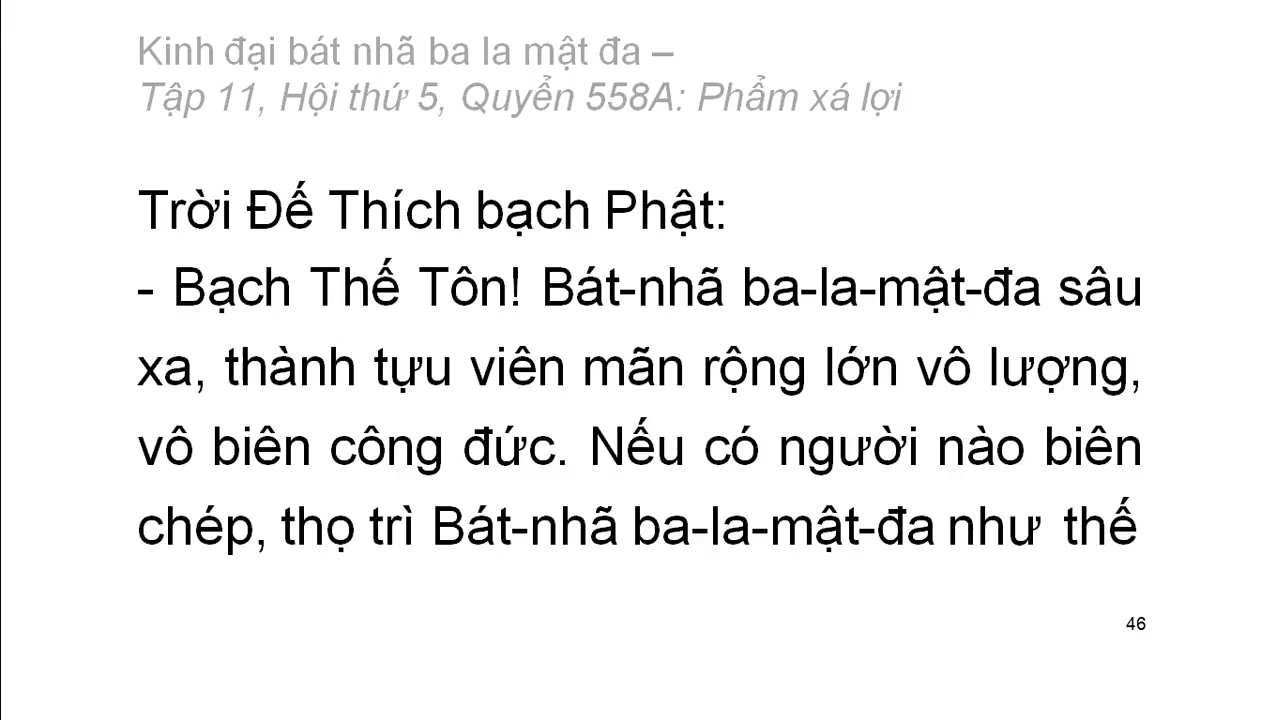 Kinh đại bát nhã ba la mật đa –
Tập 11, Hội thứ 5, Quyển 558A: Phẩm xá lợi
Trời Đế Thích bạch Phật:
- Bạch Thế Tôn! Bát-nhã ba-la-mật-đa sâu
xa, thành tựu viên mãn rộng lớn vô lượng,
vô biên công đức. Nếu có người nào biên
chép, thọ trì Bát-nhã ba-la-mật-đa như thế
46